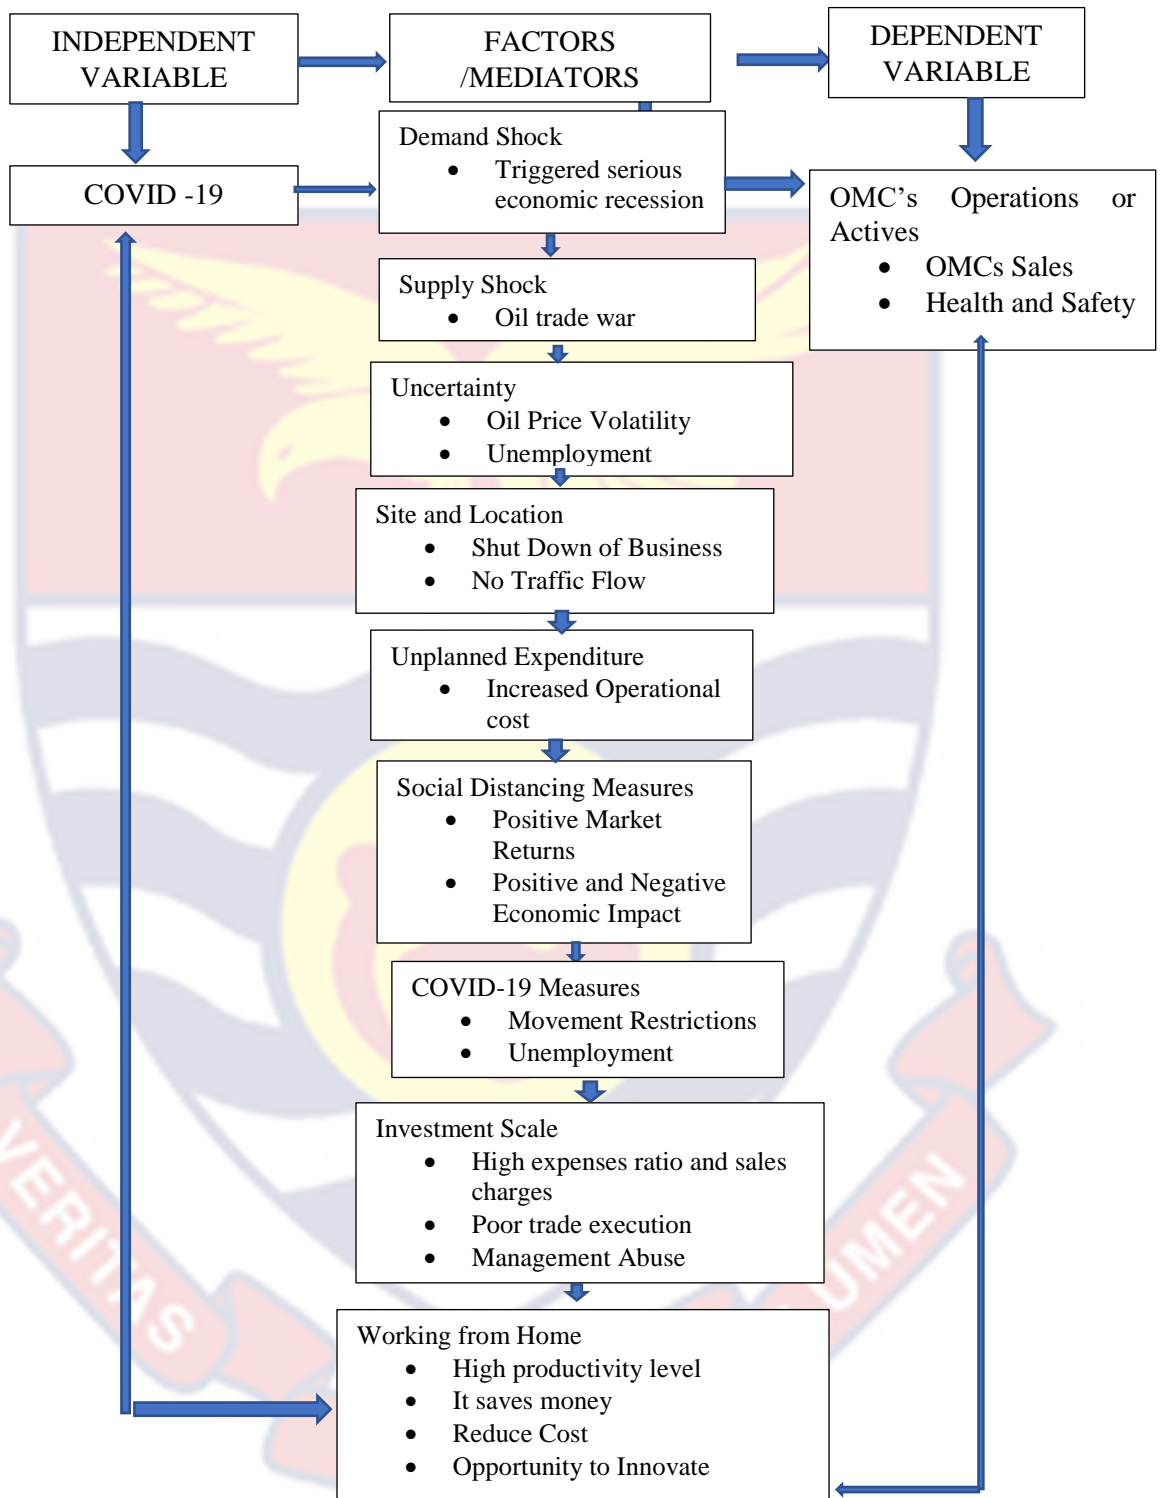 INDEPENDENT
VARIABLE
FACTORS
/MEDIATORS
DEPENDENT
VARIABLE
COVID -19
Demand Shock
• Triggered serious
economic recession
OMC’s Operations or
Actives
• OMCs Sales
• Health and Safety
Supply Shock
• Oil trade war
Uncertainty
• Oil Price Volatility
• Unemployment
Site and Location
• Shut Down of Business
• No Traffic Flow
Unplanned Expenditure
• Increased Operational
cost
Social Distancing Measures
• Positive Market
Returns
• Positive and Negative
Economic Impact
COVID-19 Measures
• Movement Restrictions
• Unemployment
Investment Scale
• High expenses ratio and sales
charges
• Poor trade execution
• Management Abuse
Working from Home
• High productivity level
• It saves money
• Reduce Cost
• Opportunity to Innovate
VERITAS
LUMEN